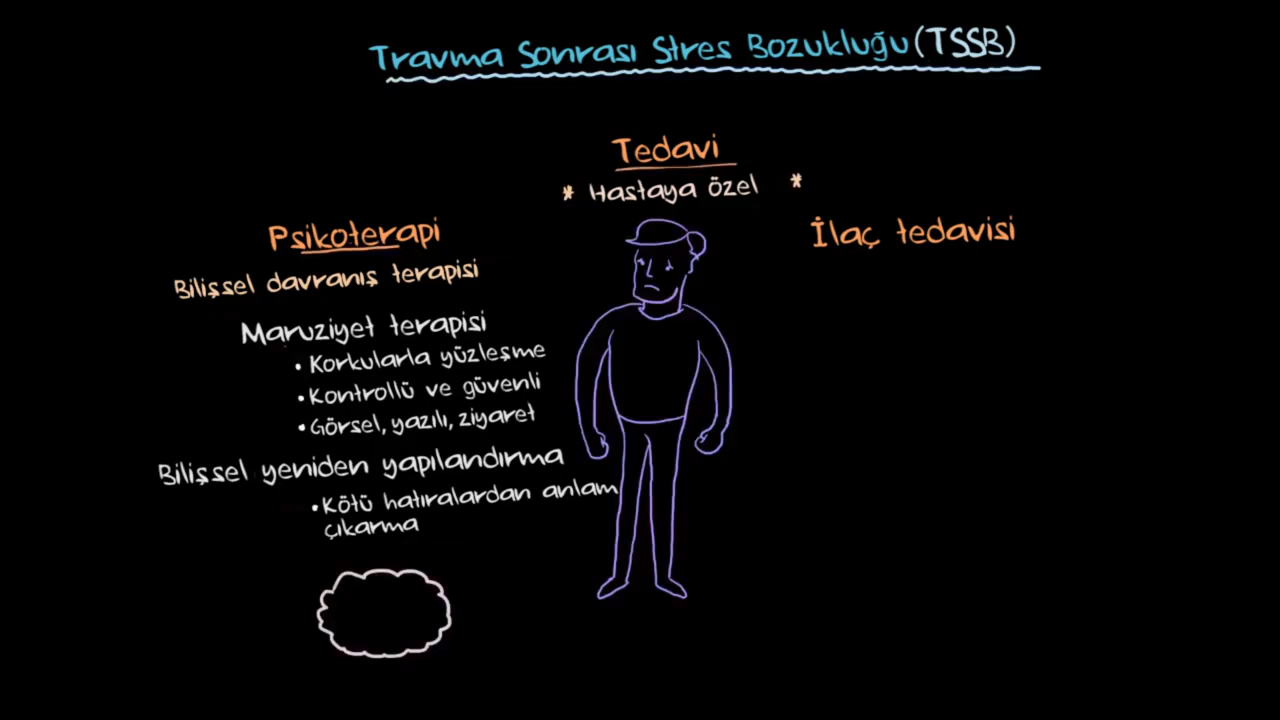 Travma Sonrası Stres Bozukluğu (TSSB)
Tedavi
* Hastaya özel *
Psikoterapi
Bilişsel davranış terapisi
Maruziyet terapisi
• Korkularla yüzleşme
• Kontrollü ve güvenli
• Görsel, yazılı, ziyaret
Bilişsel yeniden yapılandırma
• Kötü hatıralardan anlam
çıkarma
İlaç tedavisi